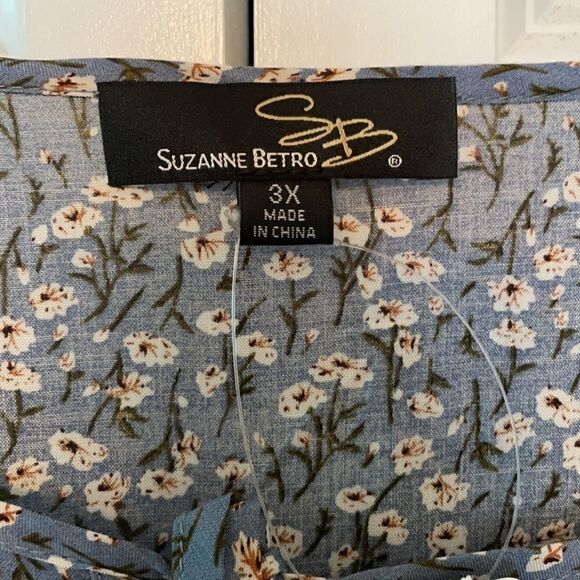 SB
SUZANNE BETRO ®
3X
MADE
IN CHINA